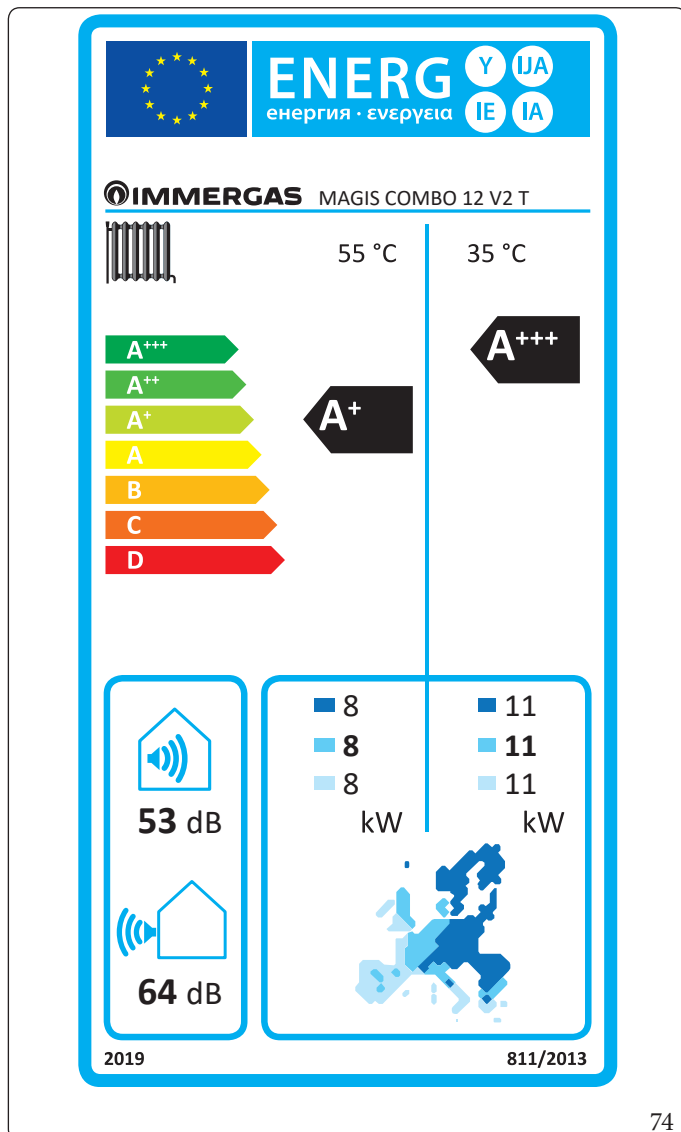 ENERG Y IJA
енергия · ενεργεια IE IA
IMMERGAS MAGIS COMBO 12 V2 T
55 °C 35 °C
A+++ A+++
A++
A+ A+
A
B
C
D
8 11
8 11
8 11
kW kW
53 dB
64 dB
2019 811/2013
74